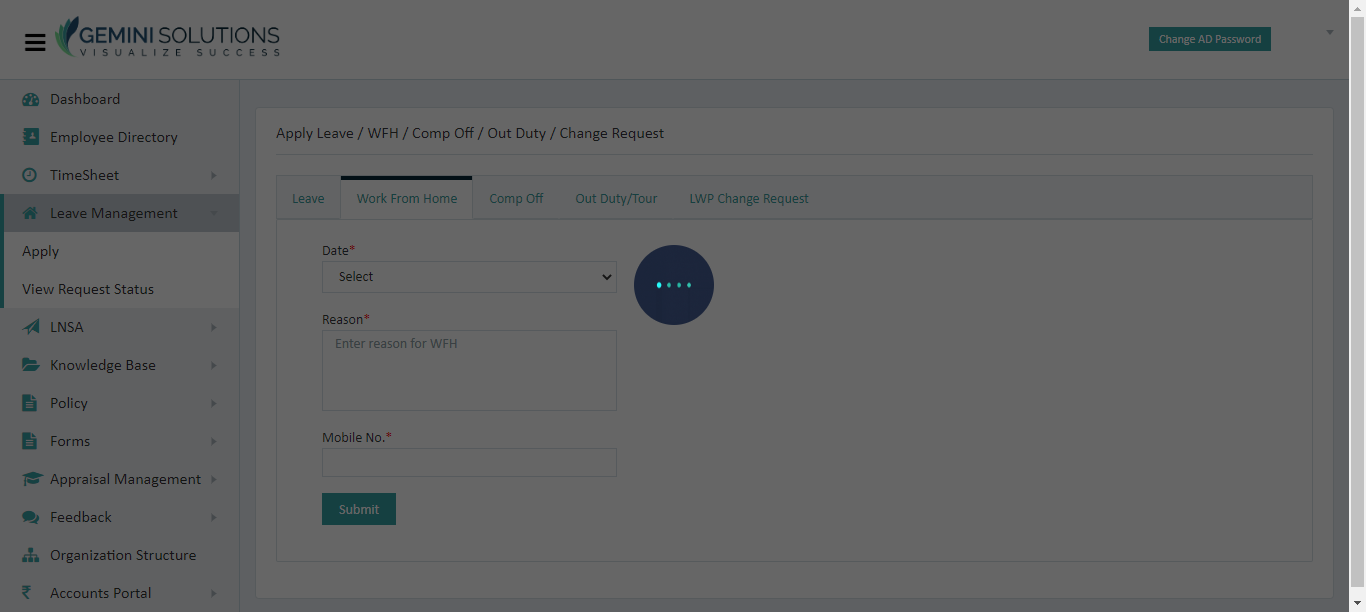 GEMINI SOLUTIONS
VISUALIZE SUCCESS
Change AD Password
Dashboard
Employee Directory
TimeSheet
Leave Management
Apply
View Request Status
LNSA
Knowledge Base
Policy
Forms
Appraisal Management
Feedback
Organization Structure
Accounts Portal
Apply Leave / WFH / Comp Off / Out Duty / Change Request
Leave Work From Home Comp Off Out Duty/Tour LWP Change Request
Date*
Select
Reason*
Enter reason for WFH
Mobile No.*
Submit